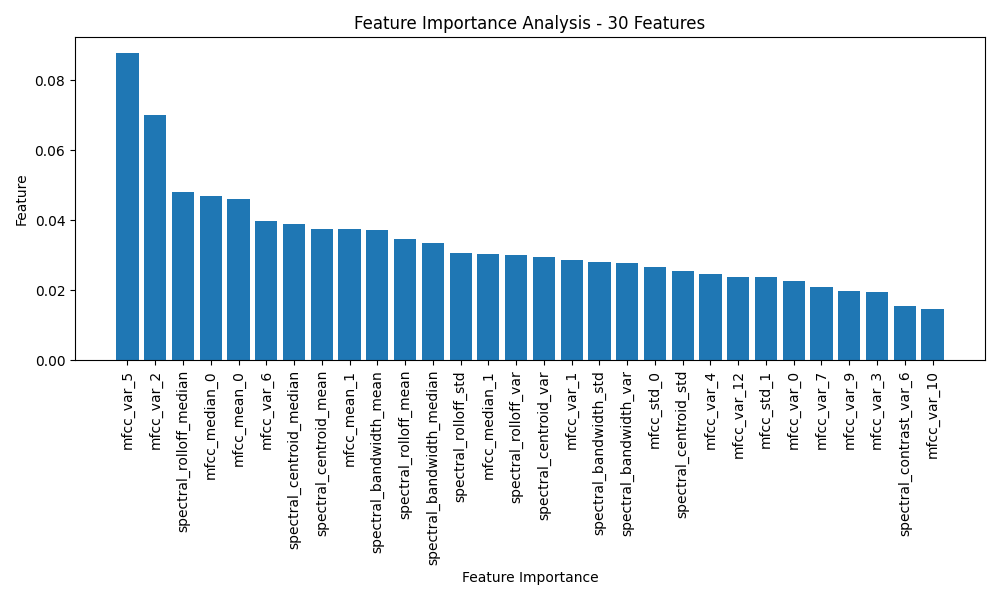 Feature Importance Analysis - 30 Features
Feature
0.08
0.06
0.04
0.02
0.00
mfcc_var_5
mfcc_var_2
spectral_rolloff_median
mfcc_median_0
mfcc_mean_0
mfcc_var_6
spectral_centroid_median
spectral_centroid_mean
mfcc_mean_1
spectral_bandwidth_mean
spectral_rolloff_mean
spectral_bandwidth_median
spectral_rolloff_std
mfcc_median_1
spectral_rolloff_var
spectral_centroid_var
mfcc_var_1
spectral_bandwidth_std
spectral_bandwidth_var
mfcc_std_0
spectral_centroid_std
mfcc_var_4
mfcc_var_12
mfcc_std_1
mfcc_var_0
mfcc_var_7
mfcc_var_9
mfcc_var_3
spectral_contrast_var_6
mfcc_var_10
Feature Importance